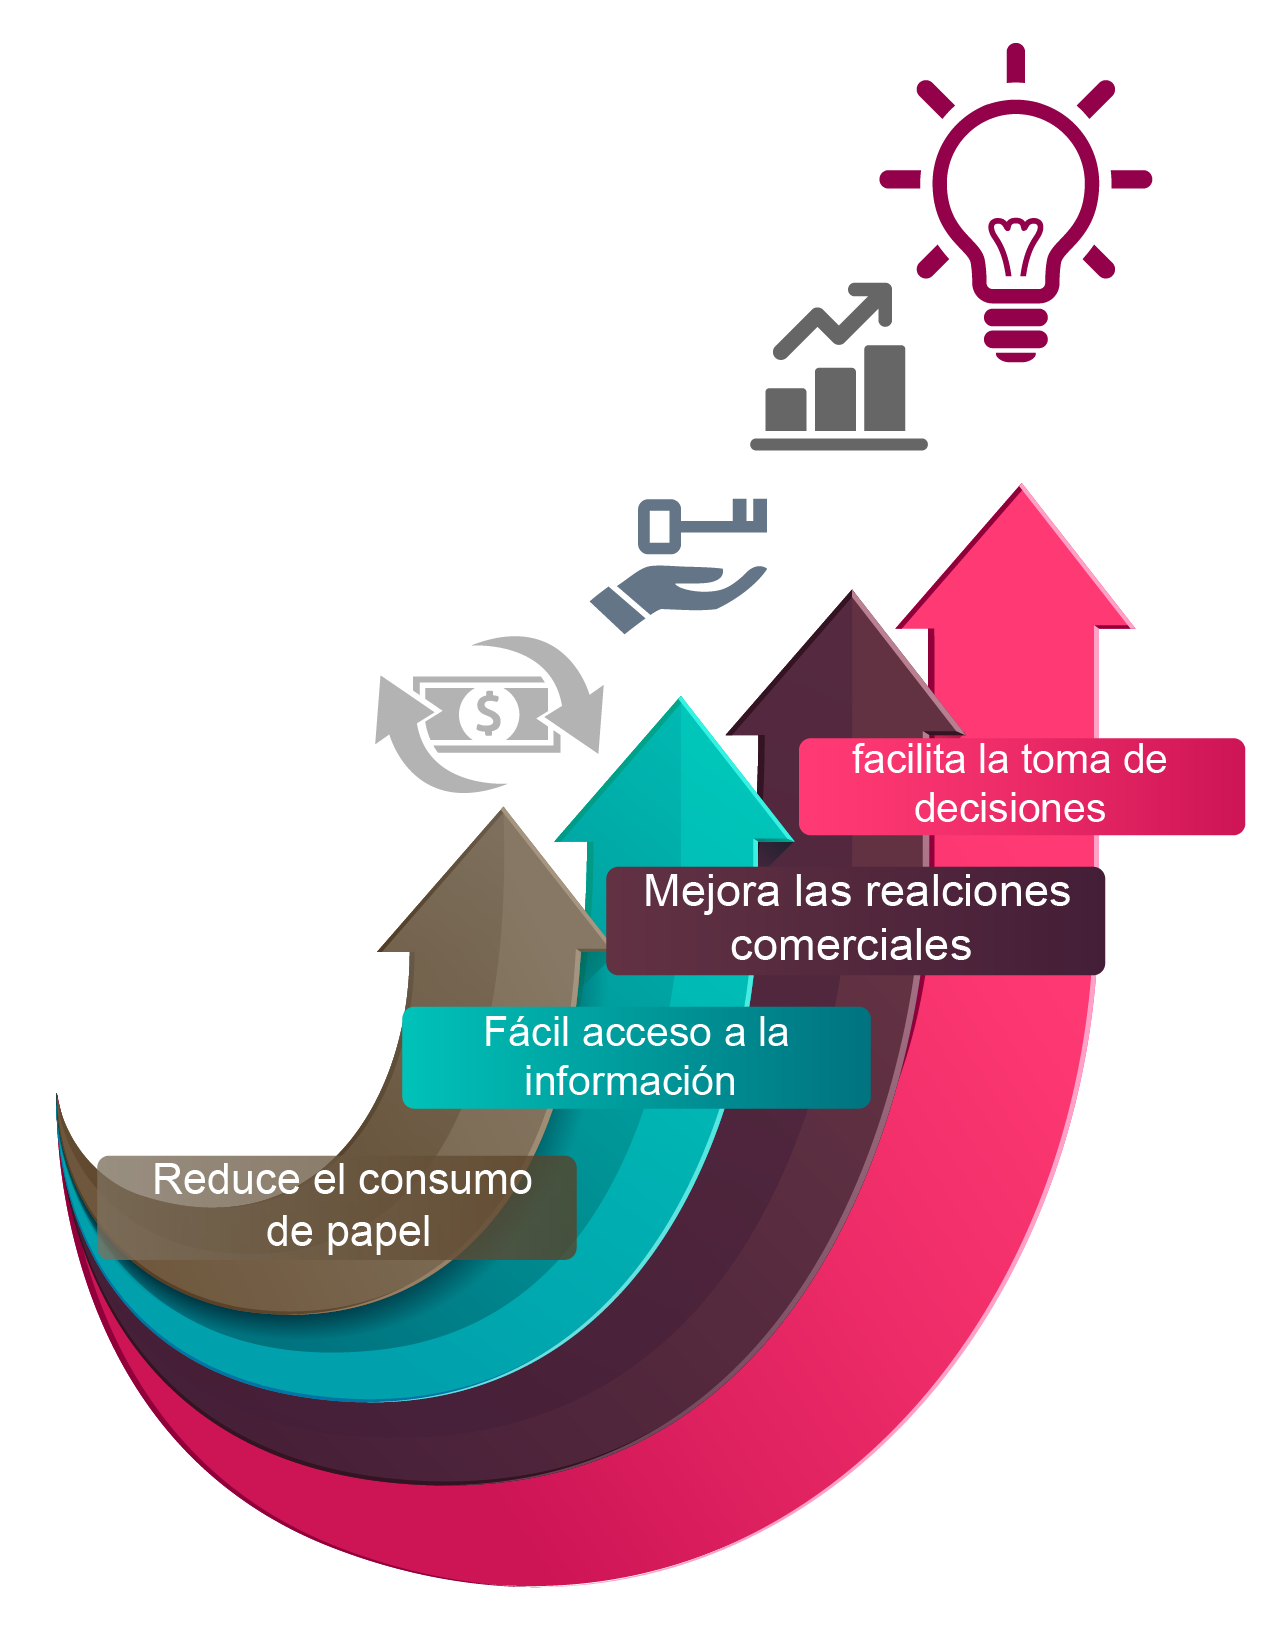 $
facilita la toma de
decisiones
Mejora las realciones
comerciales
Fácil acceso a la
información
Reduce el consumo
de papel